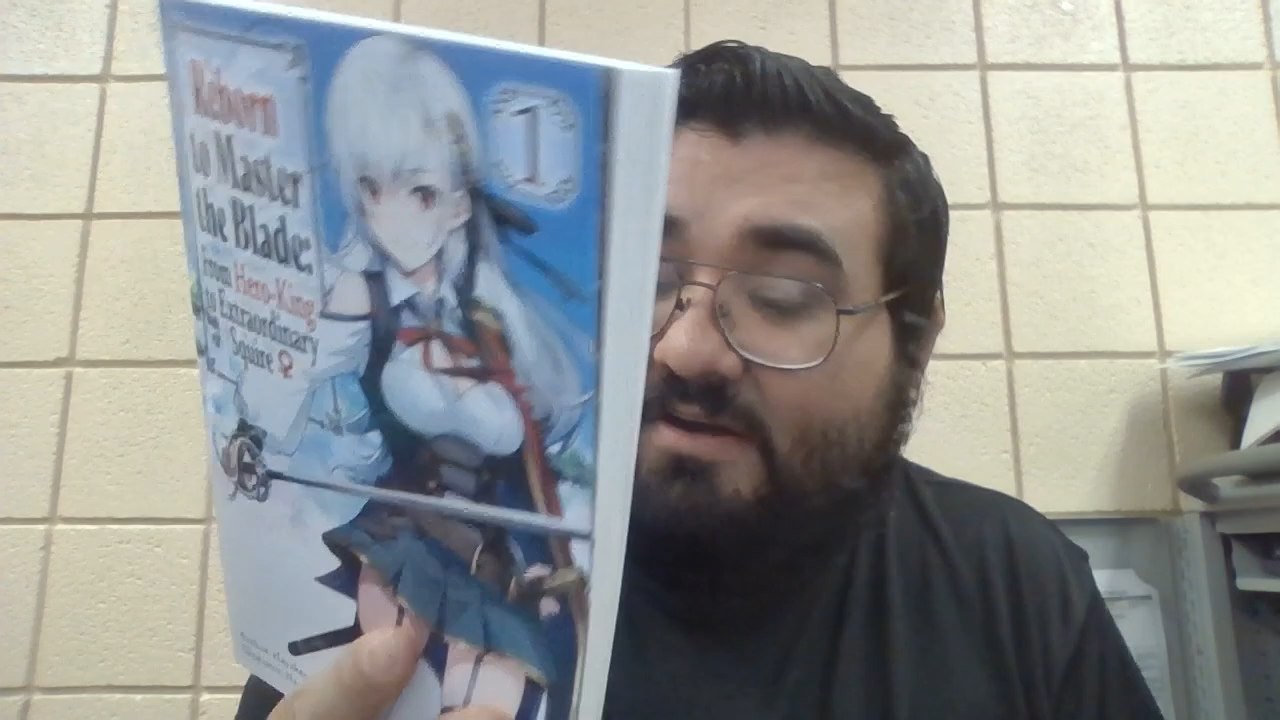 Reborn
to Master
the Blade:
From Hero-King
to Extraordinary
Squire ♀
1